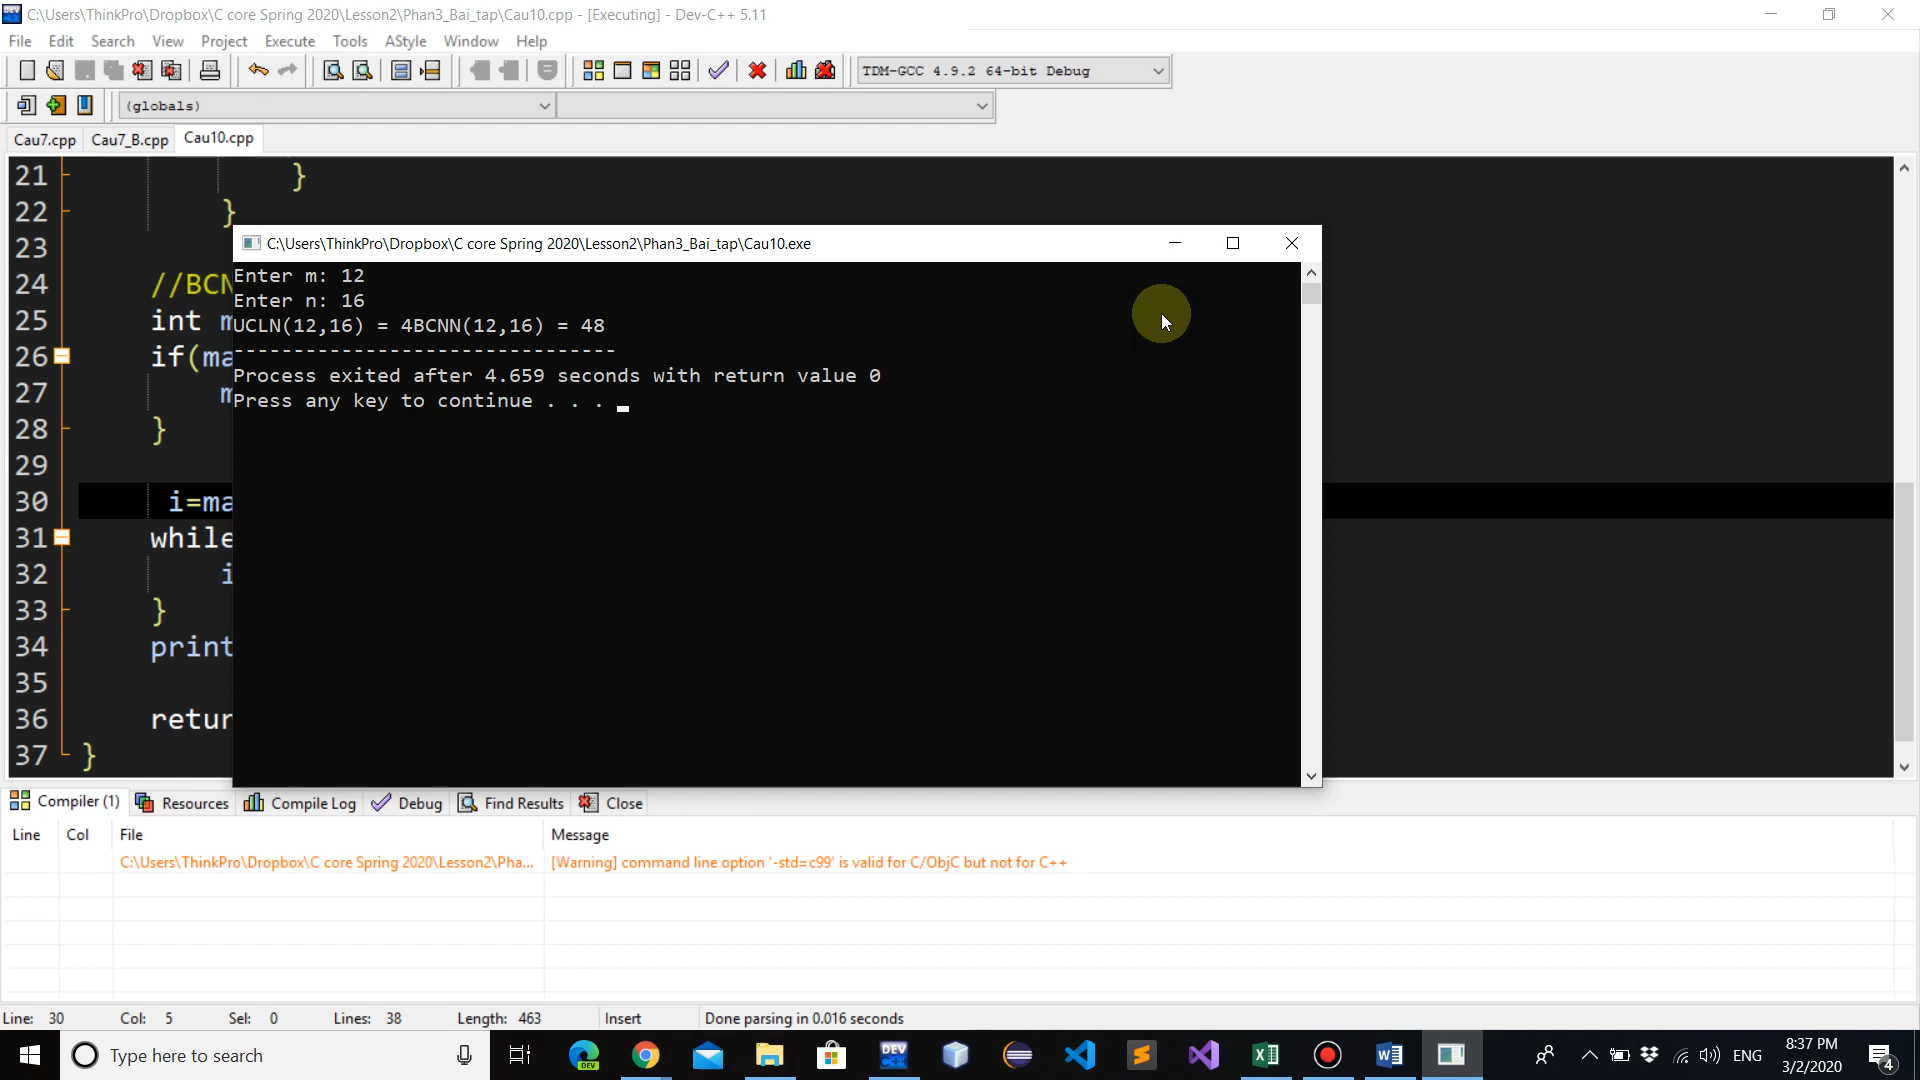 C:\Users\ThinkPro\Dropbox\C core Spring 2020\Lesson2\Phan3_Bai_tap\Cau10.cpp - [Executing] - Dev-C++ 5.11
File Edit Search View Project Execute Tools AStyle Window Help
TDM-GCC 4.9.2 64-bit Debug
(globals)
Cau7.cpp Cau7_B.cpp Cau10.cpp
21 }
22 }
C:\Users\ThinkPro\Dropbox\C core Spring 2020\Lesson2\Phan3_Bai_tap\Cau10.exe
Enter m: 12
Enter n: 16
UCLN(12,16) = 4BCNN(12,16) = 48
--------------------------------
Process exited after 4.659 seconds with return value 0
Press any key to continue . . .
23
24 //BCN
25 int m
26 if(ma
27 m
28 }
29
30 i=ma
31 while
32 i
33 }
34 print
35
36 retur
37 }
Compiler (1) Resources Compile Log Debug Find Results Close
Line Col File Message
C:\Users\ThinkPro\Dropbox\C core Spring 2020\Lesson2\Pha... [Warning] command line option '-std=c99' is valid for C/ObjC but not for C++
Line: 30 Col: 5 Sel: 0 Lines: 38 Length: 463 Insert Done parsing in 0.016 seconds
Type here to search
DEV
DEV
ENG
8:37 PM
3/2/2020
4